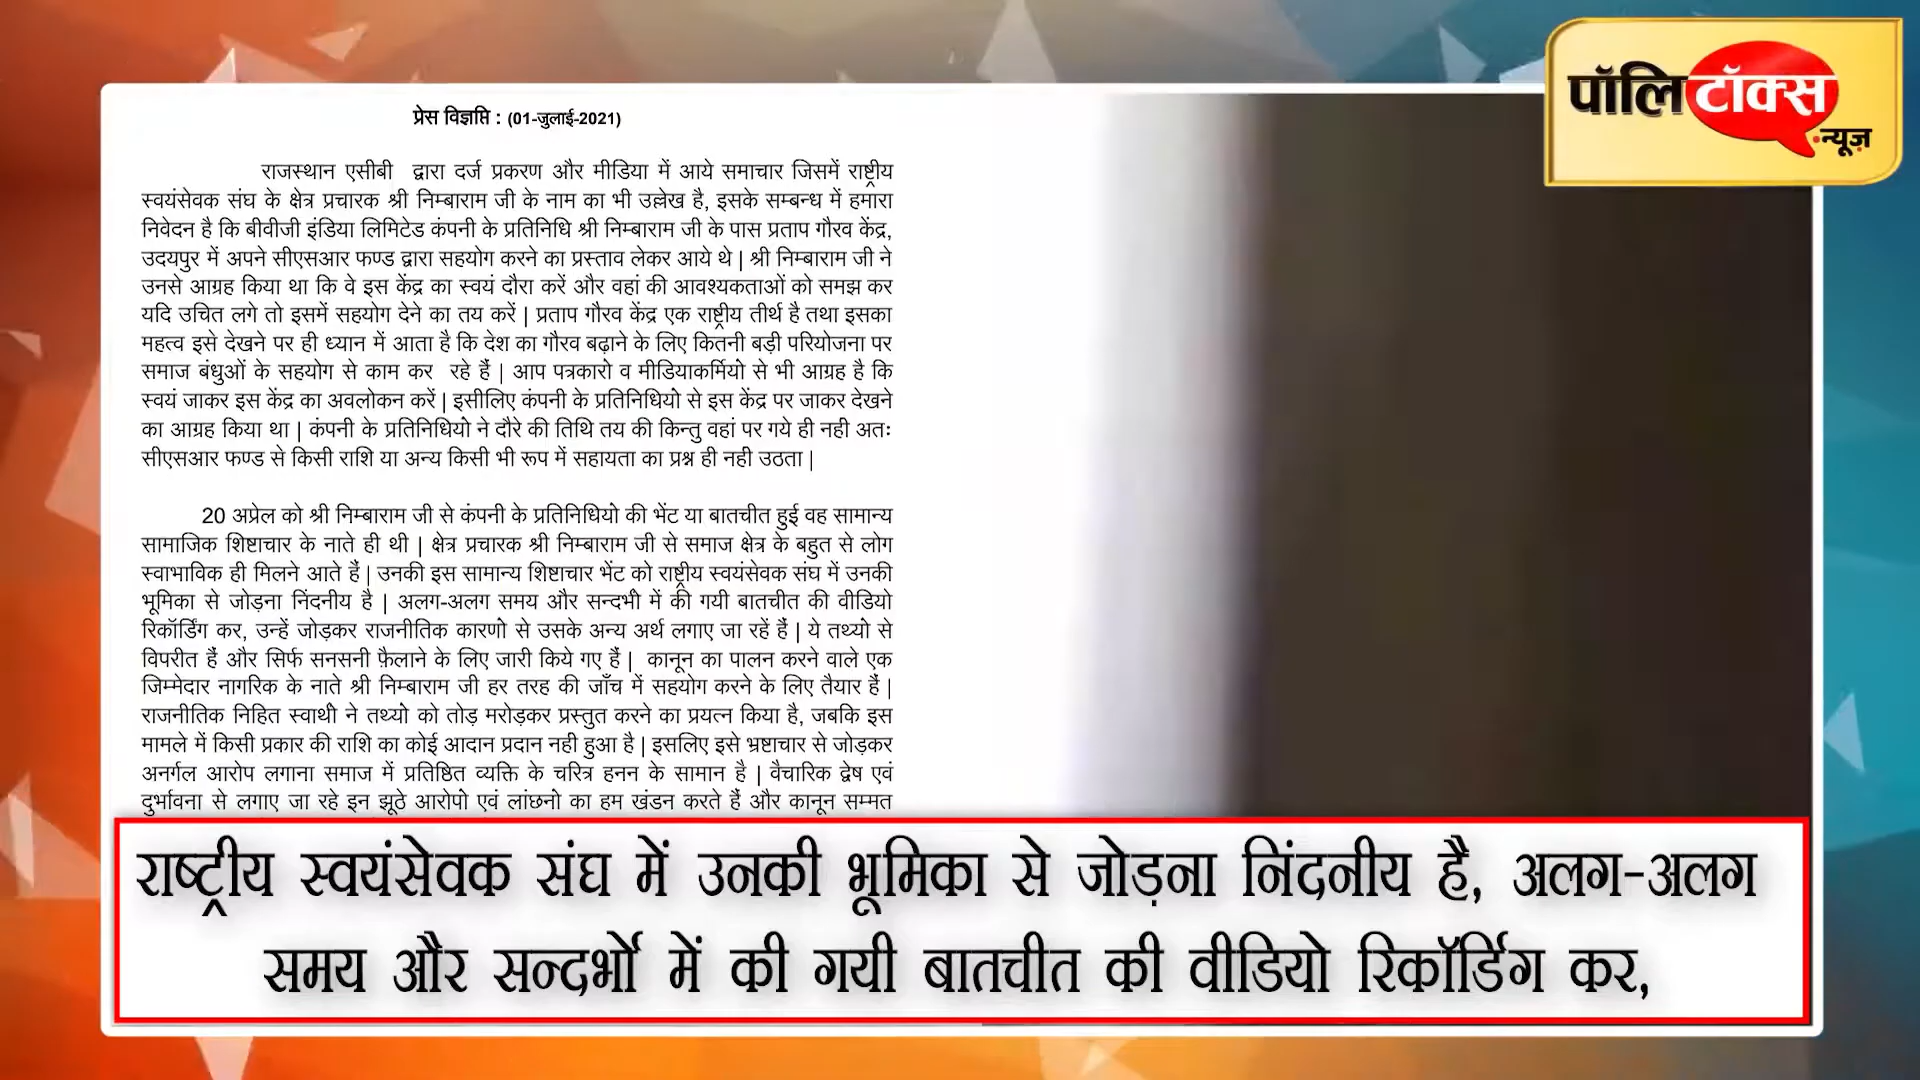 पॉलिटॉक्स
न्यूज़
प्रेस विज्ञप्ति : (01-जुलाई-2021)
राजस्थान एसीबी द्वारा दर्ज प्रकरण और मीडिया में आये समाचार जिसमें राष्ट्रीय
स्वयंसेवक संघ के क्षेत्र प्रचारक श्री निम्बाराम जी के नाम का भी उल्लेख है, इसके सम्बन्ध में हमारा
निवेदन है कि बीवीजी इंडिया लिमिटेड कंपनी के प्रतिनिधि श्री निम्बाराम जी के पास प्रताप गौरव केंद्र,
उदयपुर में अपने सीएसआर फण्ड द्वारा सहयोग करने का प्रस्ताव लेकर आये थे | श्री निम्बाराम जी ने
उनसे आग्रह किया था कि वे इस केंद्र का स्वयं दौरा करें और वहां की आवश्यकताओं को समझ कर
यदि उचित लगे तो इसमें सहयोग देने का तय करें | प्रताप गौरव केंद्र एक राष्ट्रीय तीर्थ है तथा इसका
महत्व इसे देखने पर ही ध्यान में आता है कि देश का गौरव बढ़ाने के लिए कितनी बड़ी परियोजना पर
समाज बंधुओं के सहयोग से काम कर रहे हैं | आप पत्रकारो व मीडियाकर्मियो से भी आग्रह है कि
स्वयं जाकर इस केंद्र का अवलोकन करें | इसीलिए कंपनी के प्रतिनिधियो से इस केंद्र पर जाकर देखने
का आग्रह किया था | कंपनी के प्रतिनिधियो ने दौरे की तिथि तय की किन्तु वहां पर गये ही नही अतः
सीएसआर फण्ड से किसी राशि या अन्य किसी भी रूप में सहायता का प्रश्न ही नही उठता |
20 अप्रेल को श्री निम्बाराम जी से कंपनी के प्रतिनिधियो की भेंट या बातचीत हुई वह सामान्य
सामाजिक शिष्टाचार के नाते ही थी | क्षेत्र प्रचारक श्री निम्बाराम जी से समाज क्षेत्र के बहुत से लोग
स्वाभाविक ही मिलने आते हैं | उनकी इस सामान्य शिष्टाचार भेंट को राष्ट्रीय स्वयंसेवक संघ में उनकी
भूमिका से जोड़ना निंदनीय है | अलग-अलग समय और सन्दर्भो में की गयी बातचीत की वीडियो
रिकॉर्डिंग कर, उन्हें जोड़कर राजनीतिक कारणो से उसके अन्य अर्थ लगाए जा रहें हैं | ये तथ्यो से
विपरीत हैं और सिर्फ सनसनी फ़ैलाने के लिए जारी किये गए हैं | कानून का पालन करने वाले एक
जिम्मेदार नागरिक के नाते श्री निम्बाराम जी हर तरह की जाँच में सहयोग करने के लिए तैयार हैं |
राजनीतिक निहित स्वार्थो ने तथ्यो को तोड़ मरोड़कर प्रस्तुत करने का प्रयत्न किया है, जबकि इस
मामले में किसी प्रकार की राशि का कोई आदान प्रदान नही हुआ है | इसलिए इसे भ्रष्टाचार से जोड़कर
अनर्गल आरोप लगाना समाज में प्रतिष्ठित व्यक्ति के चरित्र हनन के सामान है | वैचारिक द्वेष एवं
दुर्भावना से लगाए जा रहे इन झूठे आरोपो एवं लांछनो का हम खंडन करते हैं और कानून सम्मत
राष्ट्रीय स्वयंसेवक संघ में उनकी भूमिका से जोड़ना निंदनीय है, अलग-अलग
समय और सन्दर्भो में की गयी बातचीत की वीडियो रिकॉर्डिंग कर,